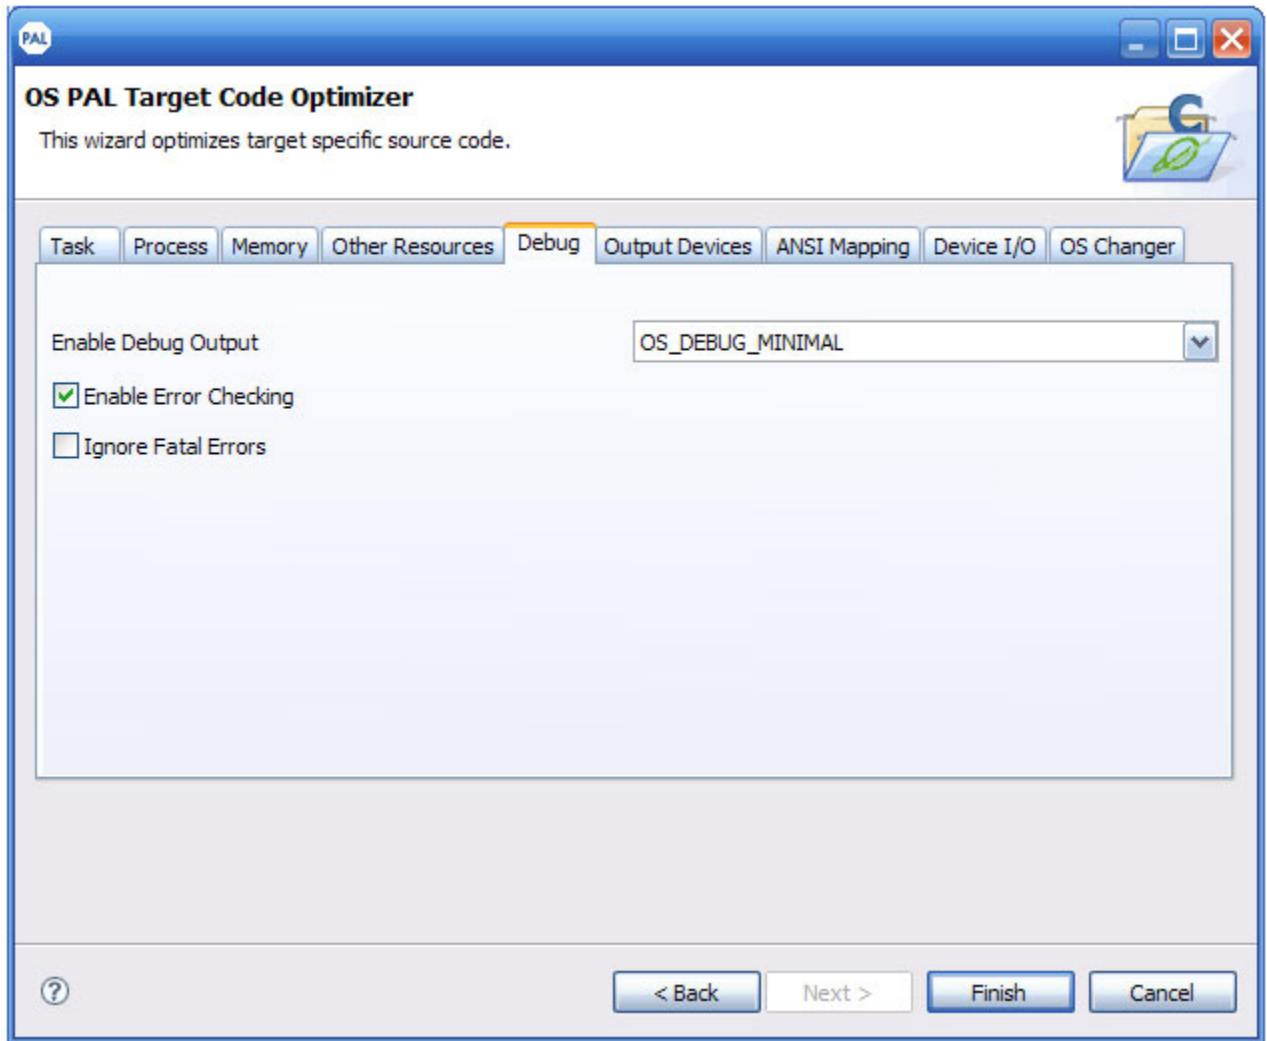 PAL
OS PAL Target Code Optimizer
This wizard optimizes target specific source code.
Task Process Memory Other Resources Debug Output Devices ANSI Mapping Device I/O OS Changer
Enable Debug Output OS_DEBUG_MINIMAL
Enable Error Checking
Ignore Fatal Errors
? < Back Next > Finish Cancel